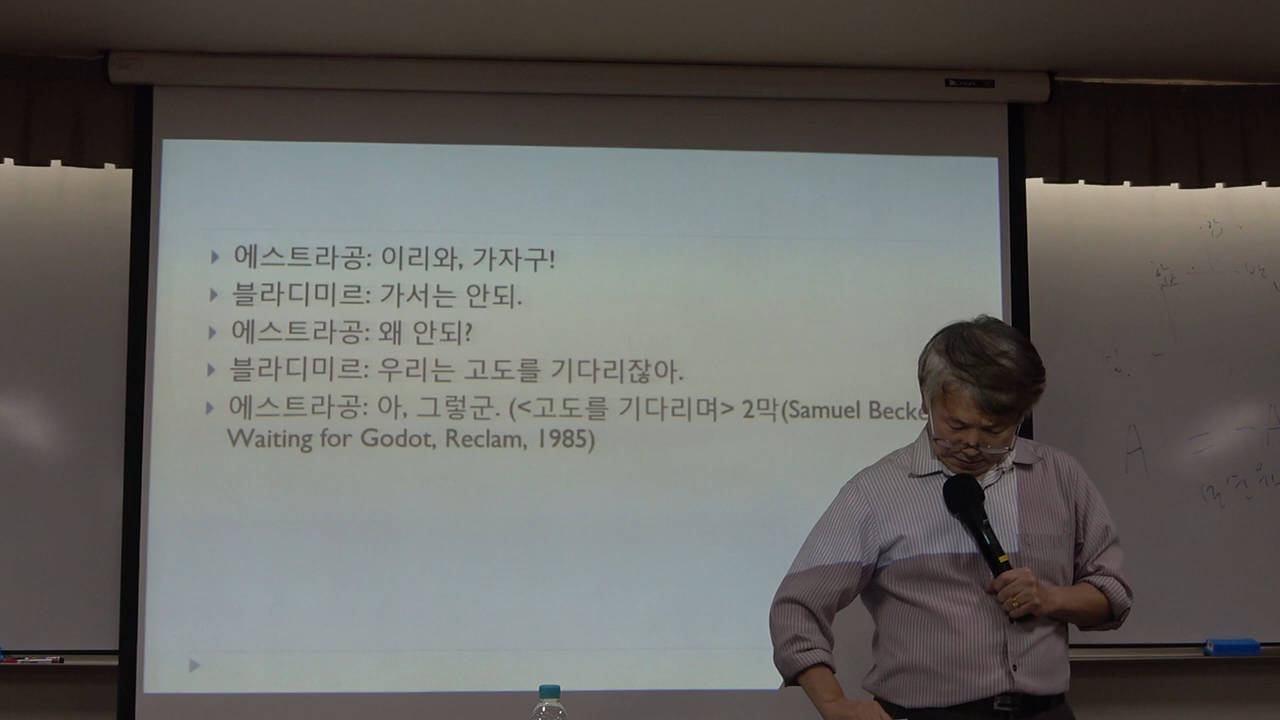 에스트라공: 이리와, 가자구!
블라디미르: 가서는 안되.
에스트라공: 왜 안되?
블라디미르: 우리는 고도를 기다리잖아.
에스트라공: 아, 그렇군. (<고도를 기다리며> 2막(Samuel Becke
Waiting for Godot, Reclam, 1985)
A = -